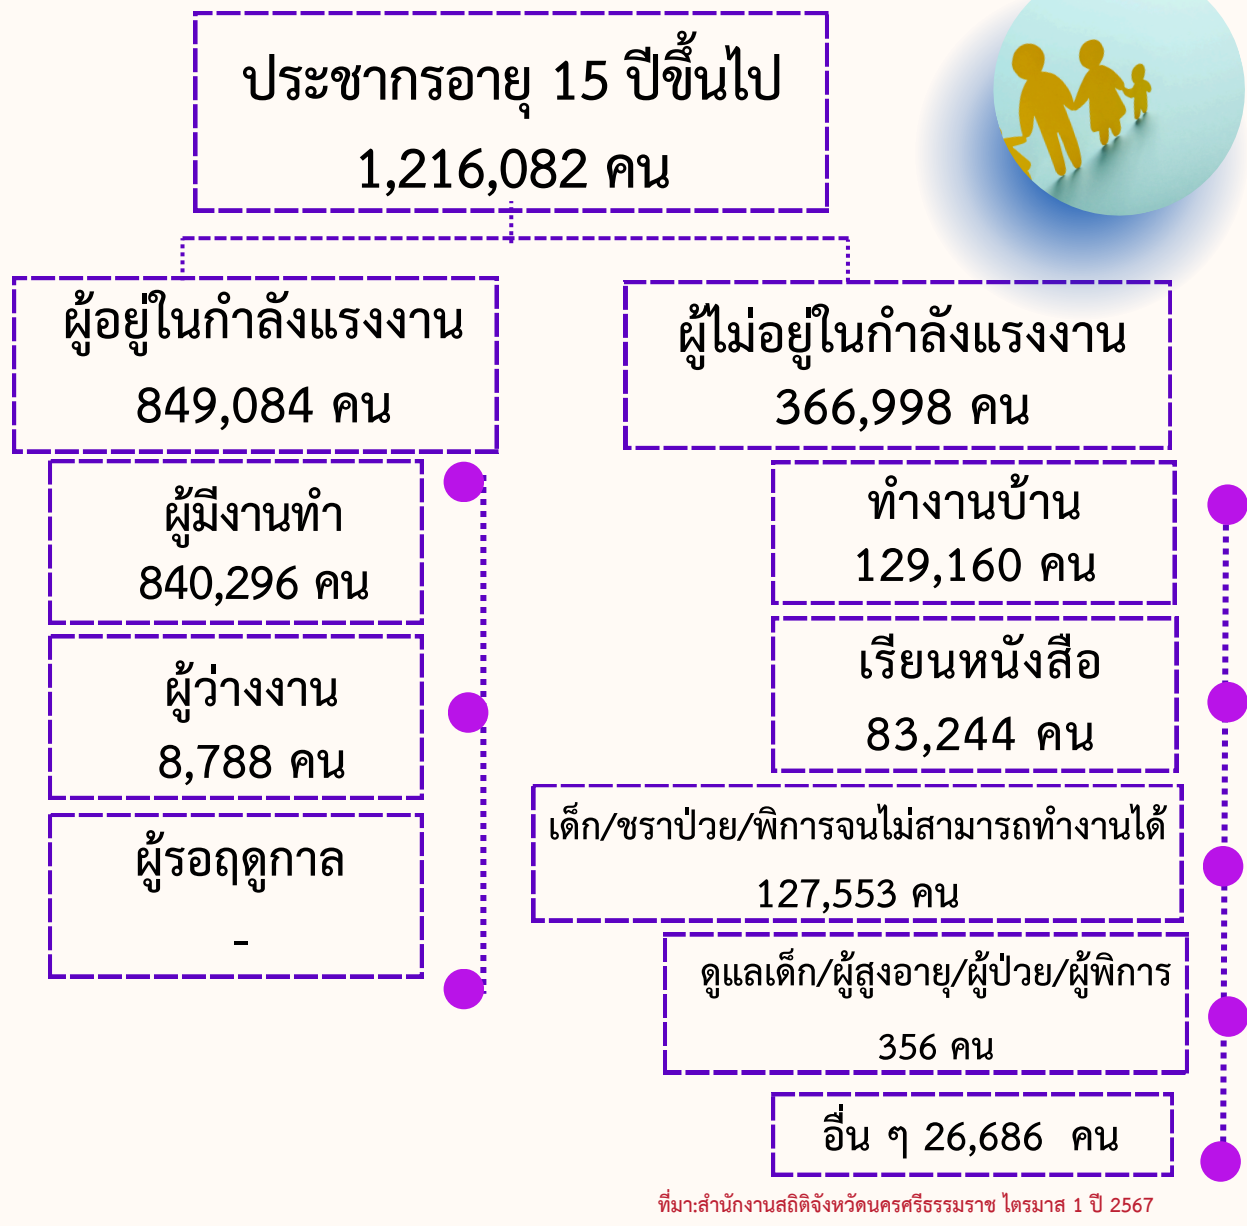 ประชากรอายุ 15 ปีขึ้นไป
1,216,082 คน
ผู้อยู่ในกำลังแรงงาน
849,084 คน
ผู้มีงานทำ
840,296 คน
ผู้ว่างงาน
8,788 คน
ผู้รอฤดูกาล
-
ผู้ไม่อยู่ในกำลังแรงงาน
366,998 คน
ทำงานบ้าน
129,160 คน
เรียนหนังสือ
83,244 คน
เด็ก/ชราป่วย/พิการจนไม่สามารถทำงานได้
127,553 คน
ดูแลเด็ก/ผู้สูงอายุ/ผู้ป่วย/ผู้พิการ
356 คน
อื่น ๆ 26,686 คน
ที่มา:สำนักงานสถิติจังหวัดนครศรีธรรมราช ไตรมาส 1 ปี 2567